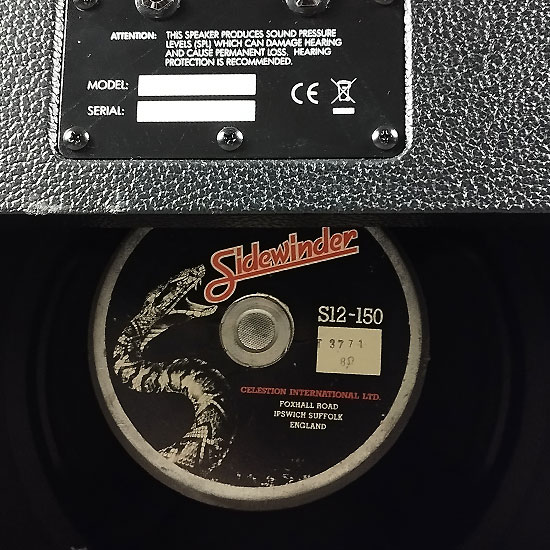 ATTENTION: THIS SPEAKER PRODUCES SOUND PRESSURE
LEVELS (SPL) WHICH CAN DAMAGE HEARING
AND CAUSE PERMANENT LOSS. HEARING
PROTECTION IS RECOMMENDED.
MODEL:
CE
SERIAL:
Sidewinder
S12-150
T 3771
8Ω
CELESTION INTERNATIONAL LTD.
FOXHALL ROAD
IPSWICH SUFFOLK
ENGLAND